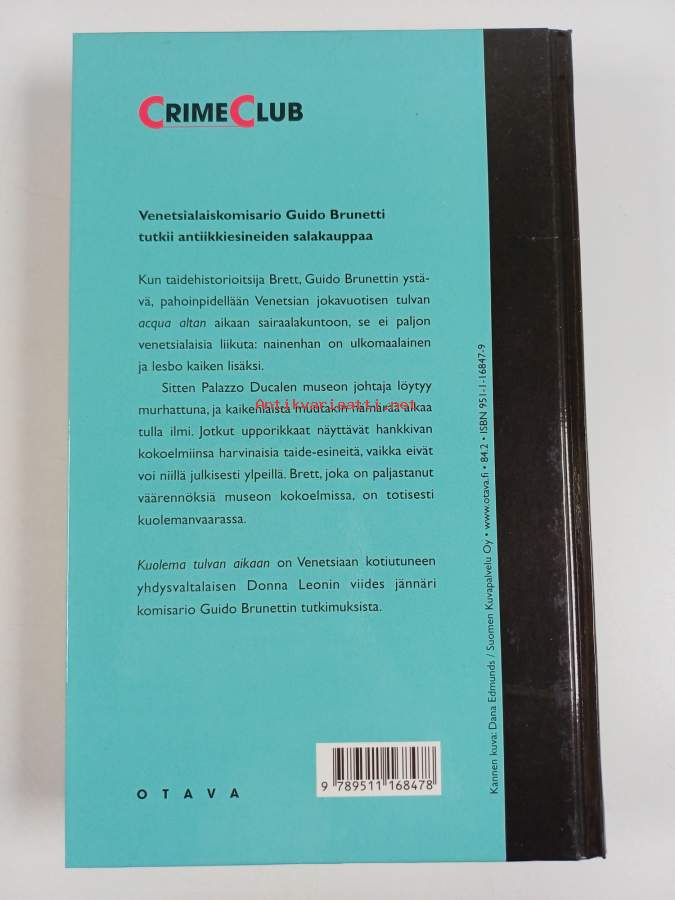 CRIMECLUB
Venetsialaiskomisario Guido Brunetti
tutkii antiikkiesineiden salakauppaa
Kun taidehistorioitsija Brett, Guido Brunettin ystä-
vä, pahoinpidellään Venetsian jokavuotisen tulvan
acqua altan aikaan sairaalakuntoon, se ei paljon
venetsialaisia liikuta: nainenhan on ulkomaalainen
ja lesbo kaiken lisäksi.
Sitten Palazzo Ducalen museon johtaja löytyy
Antikvariaatti.net
murhattuna, ja kaikenlaista muutakin hämärää alkaa
tulla ilmi. Jotkut upporikkaat näyttävät hankkivan
kokoelmiinsa harvinaisia taide-esineitä, vaikka eivät
voi niillä julkisesti ylpeillä. Brett, joka on paljastanut
väärennöksiä museon kokoelmissa, on totisesti
kuolemanvaarassa.
Kuolema tulvan aikaan on Venetsiaan kotiutuneen
yhdysvaltalaisen Donna Leonin viides jännäri
komisario Guido Brunettin tutkimuksista.
OTAVA
9 789511 168478
Kannen kuva: Dana Edmunds / Suomen Kuvapalvelu Oy • www.otava.fi • 84.2 • ISBN 951-1-16847-9